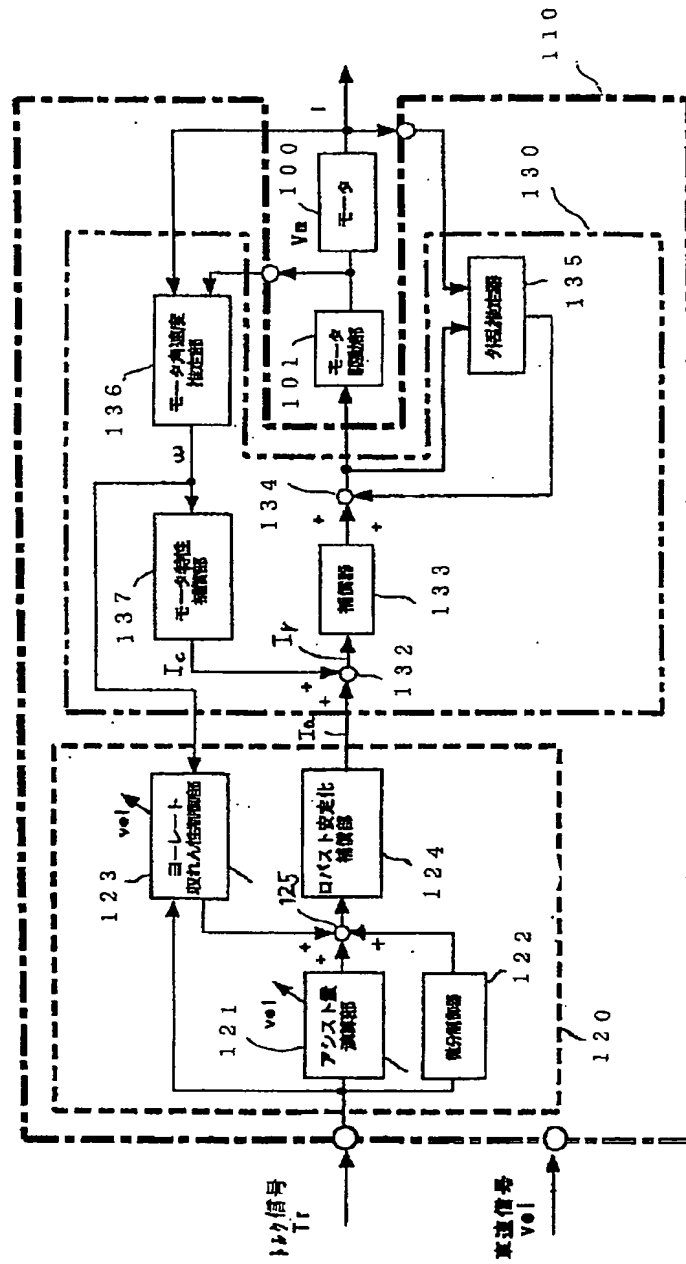 110
130
100
Vm
i
モータ
101
モータ
駆動部
135
外乱推定器
136
モータ角速度
推定部
ω
137
モータ特性
補償部
Ic
134
+
+
133
補償器
Ir
132
+
+
Ia
123
vel
ヨーレート
収れん性制御部
124
ロバスト安定化
補償部
125
+
+
+
121
vel
アシスト量
演算部
122
微分制御器
120
トルク信号
Tr
車速信号
vel